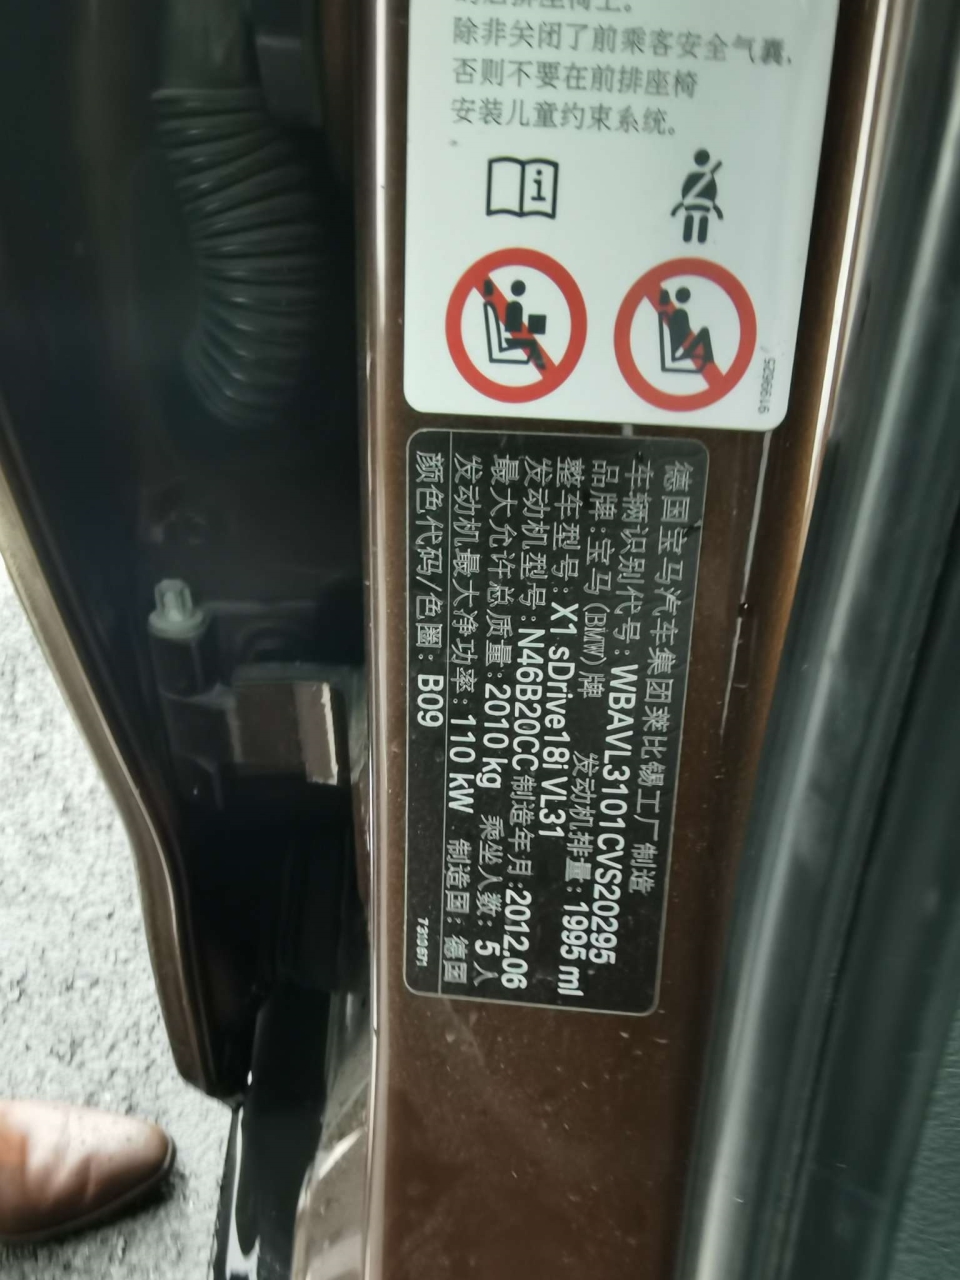 除非关闭了前乘客安全气囊,
否则不要在前排座椅
安装儿童约束系统。
德国宝马汽车集团莱比锡工厂制造
车辆识别代号:WBAVL3101CVS20295
品牌:宝马(BMW)牌 发动机排量:1995 ml
整车型号:X1 sDrive18i VL31
发动机型号:N46B20CC 制造年月:2012.06
最大允许总质量:2010 kg 乘坐人数:5人
发动机最大净功率:110 kW 制造国:德国
颜色代码/色圈:B09